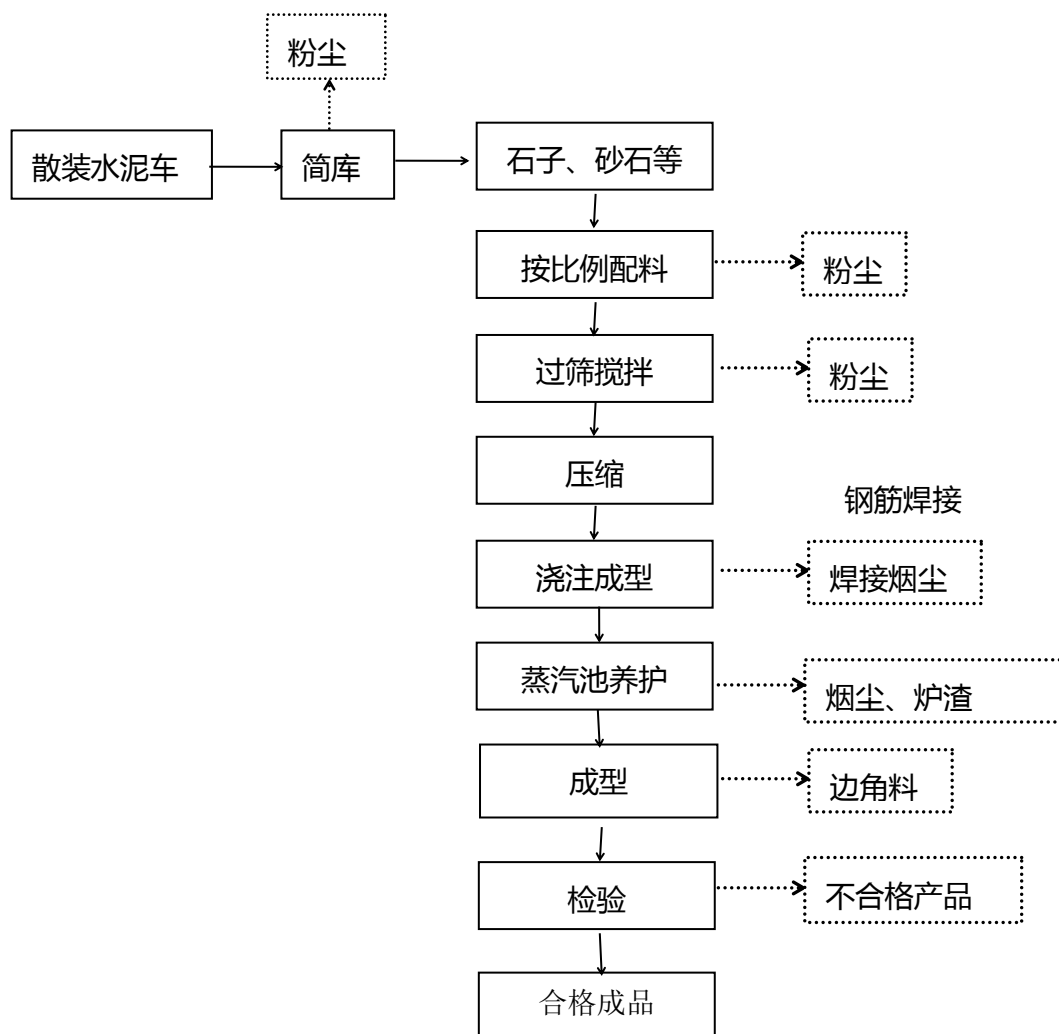 粉尘
散装水泥车
简库
石子、砂石等
按比例配料
粉尘
过筛搅拌
粉尘
压缩
钢筋焊接
浇注成型
焊接烟尘
蒸汽池养护
烟尘、炉渣
成型
边角料
检验
不合格产品
合格成品